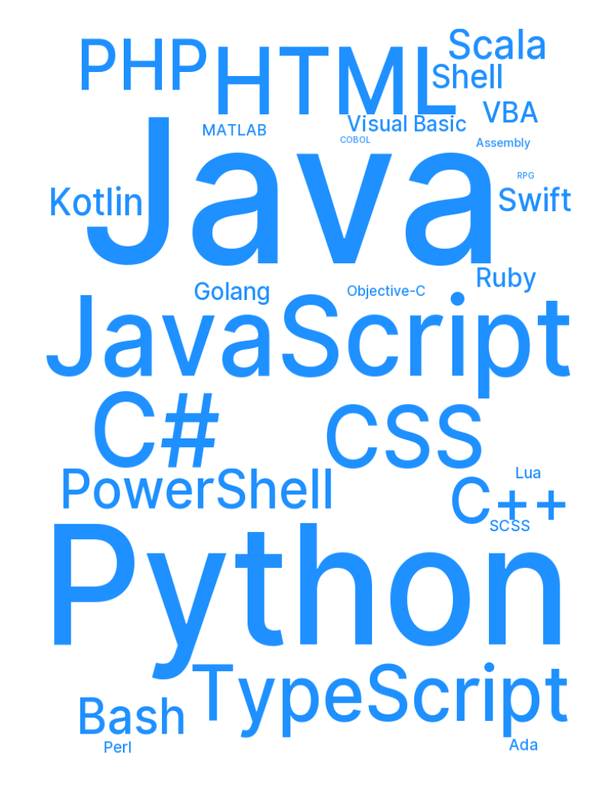 Scala
PHP HTML
Shell
VBA
Visual Basic
MATLAB
COBOL
Assembly
Java
RPG
Kotlin
Swift
Ruby
Golang
Objective-C
JavaScript
C#
CSS
Lua
PowerShell
C++
SCSS
Python
TypeScript
Bash
Perl
Ada